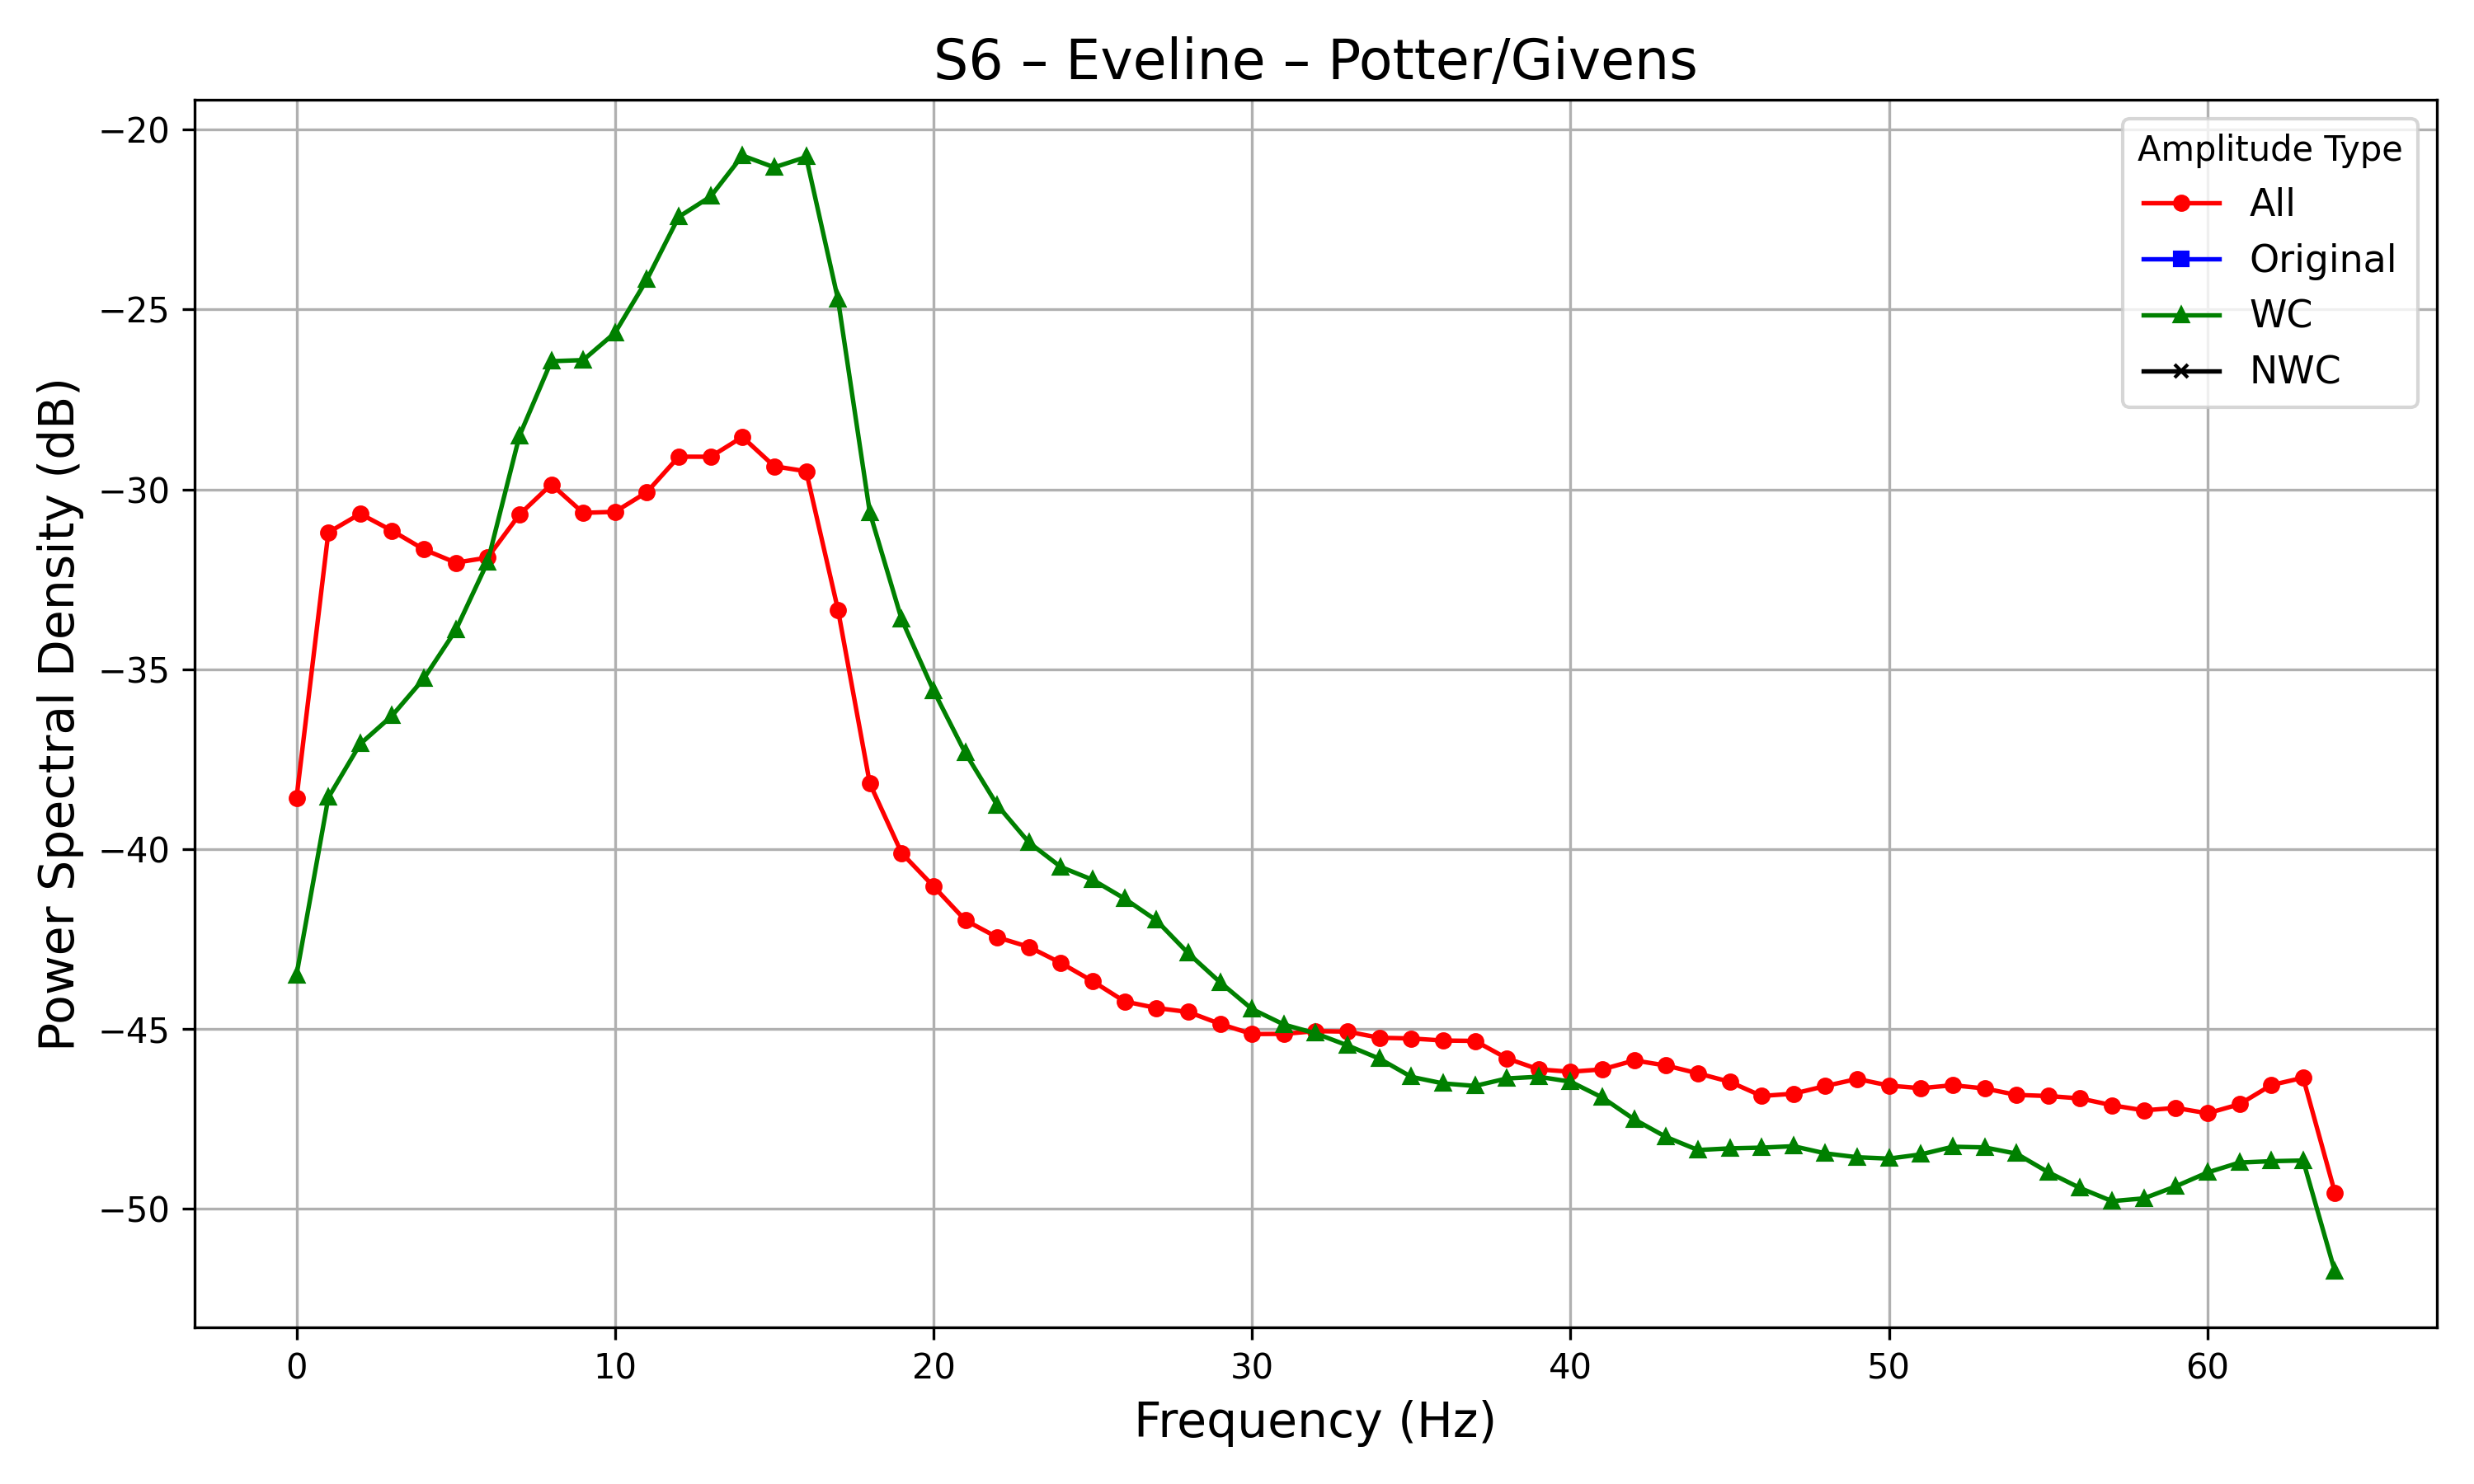 S6 – Eveline – Potter/Givens
Power Spectral Density (dB)
−20
−25
−30
−35
−40
−45
−50
Amplitude Type
All
Original
WC
NWC
0 10 20 30 40 50 60
Frequency (Hz)